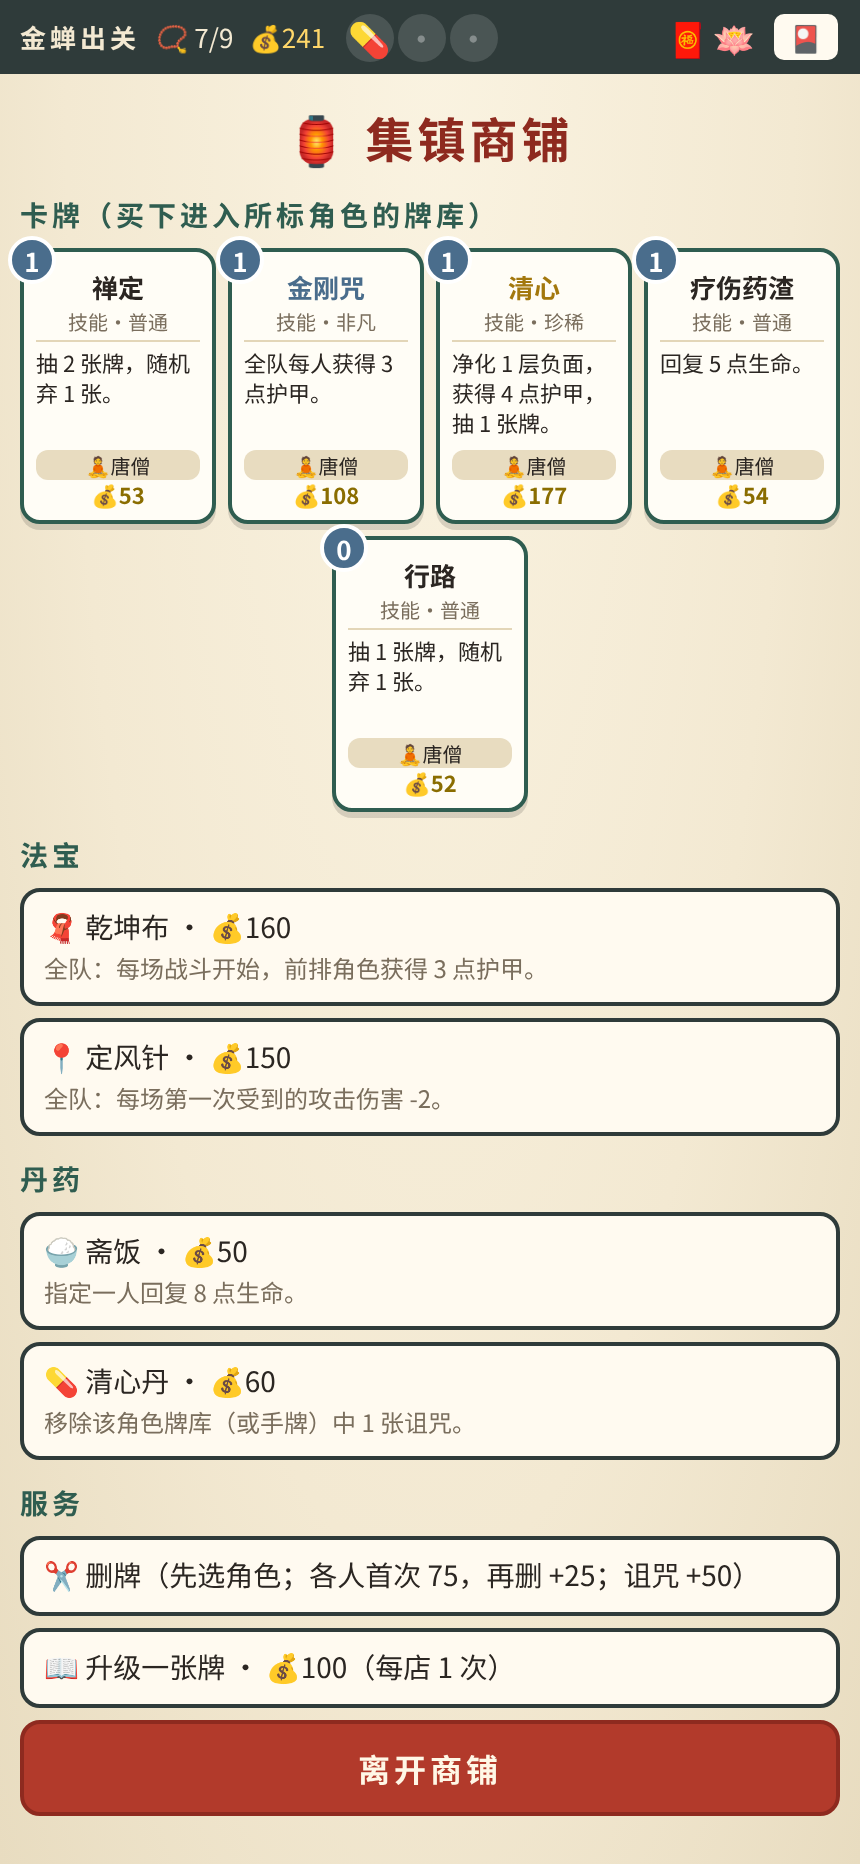 金蝉出关 7/9 241
集镇商铺
卡牌（买下进入所标角色的牌库）
1
禅定
技能·普通
抽 2 张牌，随机
弃 1 张。
唐僧
53
1
金刚咒
技能·非凡
全队每人获得 3
点护甲。
唐僧
108
1
清心
技能·珍稀
净化 1 层负面，
获得 4 点护甲，
抽 1 张牌。
唐僧
177
1
疗伤药渣
技能·普通
回复 5 点生命。
唐僧
54
0
行路
技能·普通
抽 1 张牌，随机
弃 1 张。
唐僧
52
法宝
乾坤布 · 160
全队：每场战斗开始，前排角色获得 3 点护甲。
定风针 · 150
全队：每场第一次受到的攻击伤害 -2。
丹药
斋饭 · 50
指定一人回复 8 点生命。
清心丹 · 60
移除该角色牌库（或手牌）中 1 张诅咒。
服务
删牌（先选角色；各人首次 75，再删 +25；诅咒 +50）
升级一张牌 · 100（每店 1 次）
离开商铺